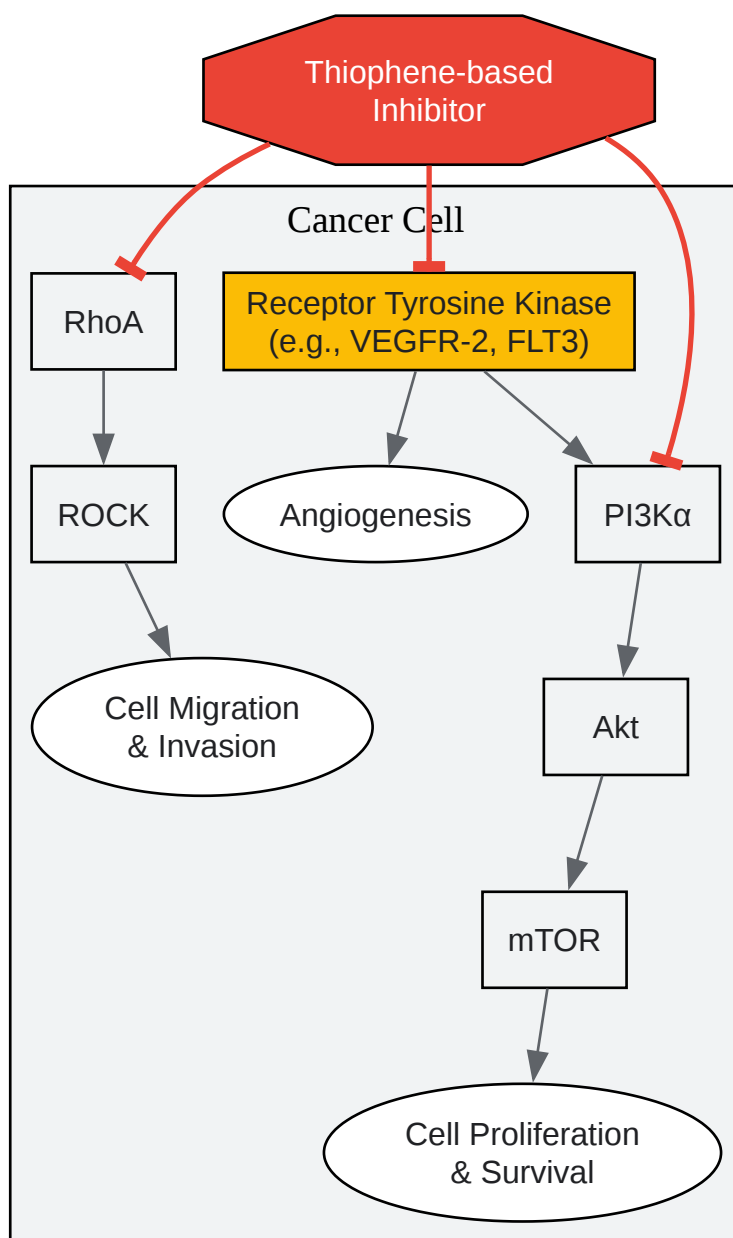 Thiophene-based
Inhibitor
Cancer Cell
RhoA
Receptor Tyrosine Kinase
(e.g., VEGFR-2, FLT3)
ROCK
Angiogenesis
PI3Kα
Cell Migration
& Invasion
Akt
mTOR
Cell Proliferation
& Survival